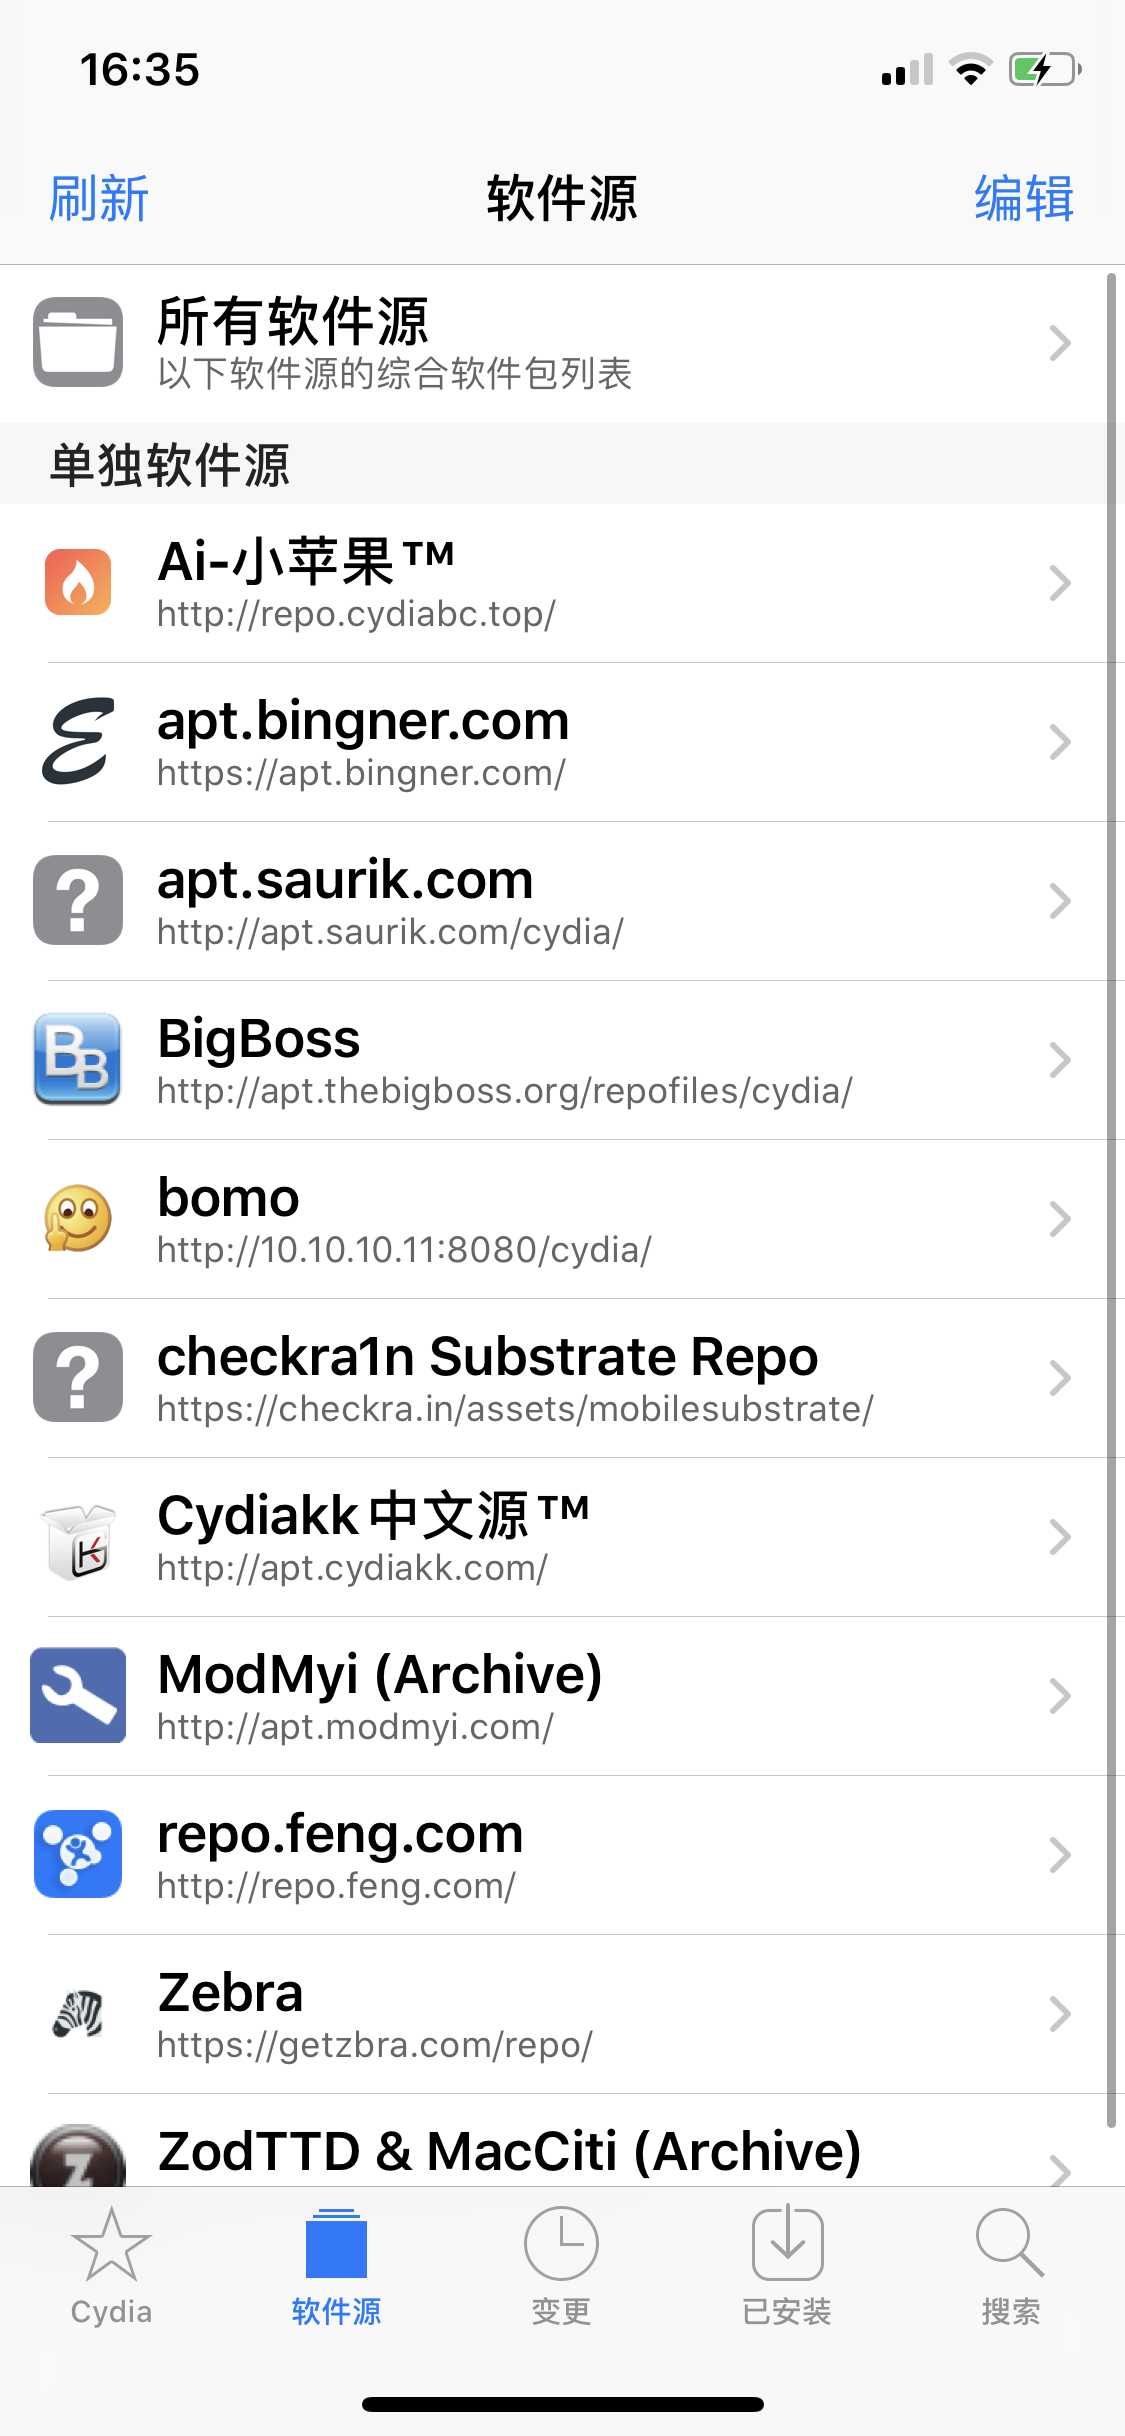 16:35
刷新 软件源 编辑
所有软件源
以下软件源的综合软件包列表
单独软件源
Ai-小苹果™
http://repo.cydiabc.top/
apt.bingner.com
https://apt.bingner.com/
apt.saurik.com
http://apt.saurik.com/cydia/
BigBoss
http://apt.thebigboss.org/repofiles/cydia/
bomo
http://10.10.10.11:8080/cydia/
checkra1n Substrate Repo
https://checkra.in/assets/mobilesubstrate/
Cydiakk中文源™
http://apt.cydiakk.com/
ModMyi (Archive)
http://apt.modmyi.com/
repo.feng.com
http://repo.feng.com/
Zebra
https://getzbra.com/repo/
ZodTTD & MacCiti (Archive)
Cydia 软件源 变更 已安装 搜索